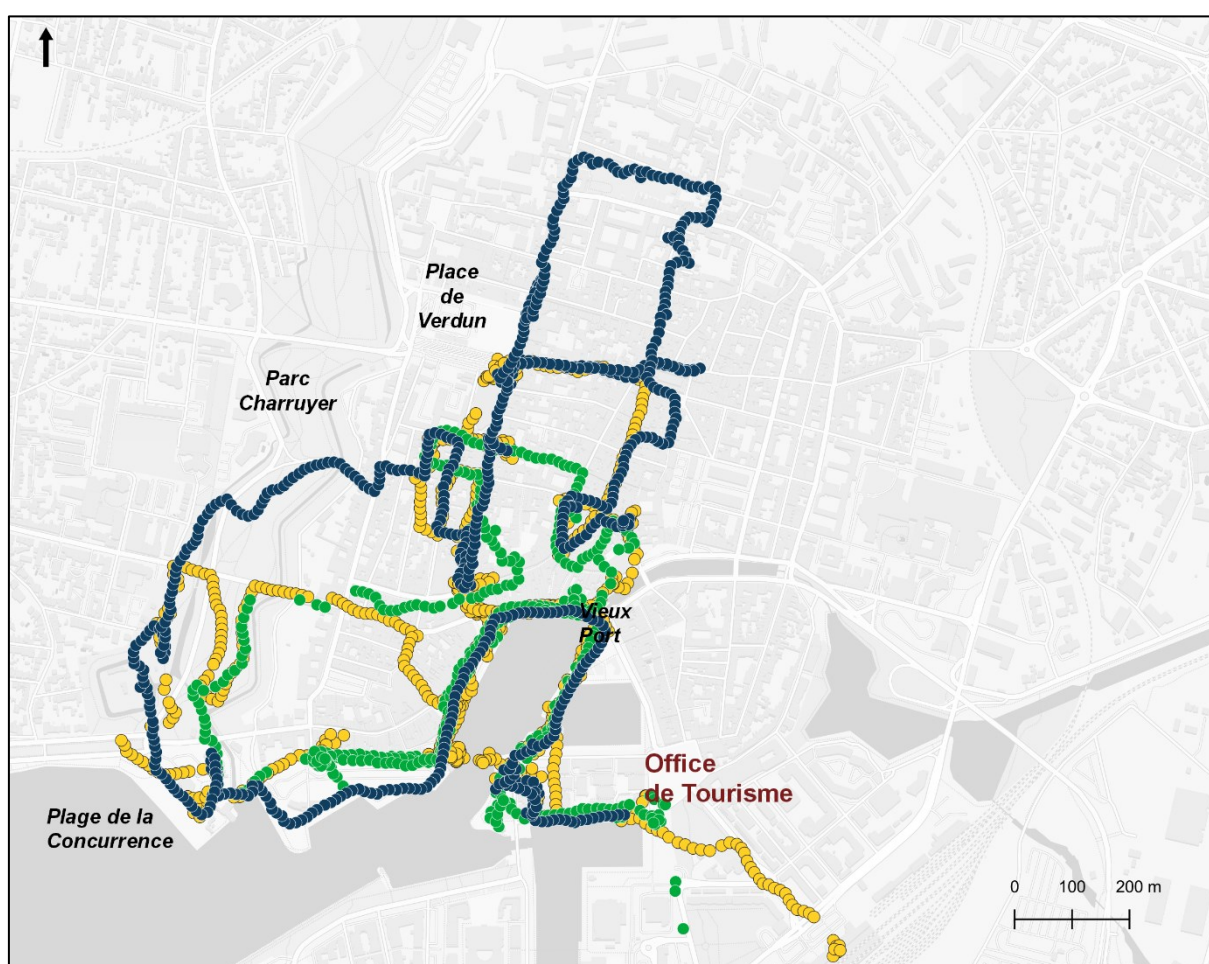 Place
de
Verdun
Parc
Charruyer
Vieux
Port
Office
de Tourisme
Plage de la
Concurrence
0 100 200 m